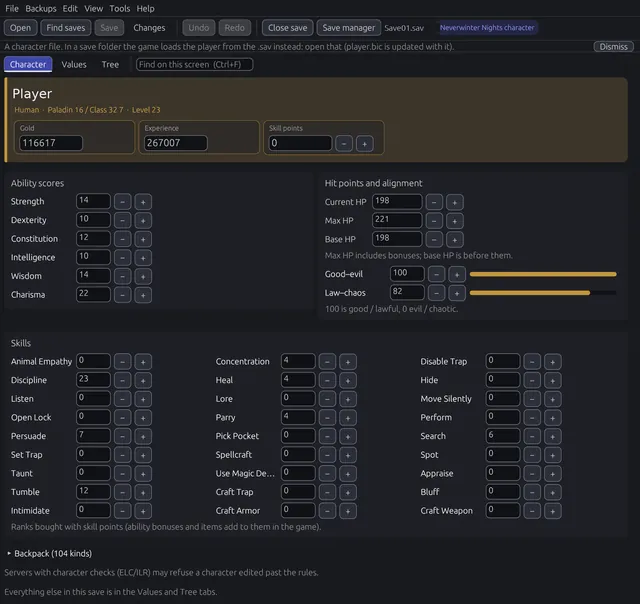 File Backups Edit View Tools Help
Open Find saves Save Changes Undo Redo Close save Save manager Save01.sav Neverwinter Nights character
A character file. In a save folder the game loads the player from the .sav instead: open that (player.bic is updated with it). Dismiss
Character Values Tree Find on this screen (Ctrl+F)
Player
Human · Paladin 16 / Class 32 7 · Level 23
Gold Experience Skill points
116617 267007 0 − +
Ability scores
Strength 14 − +
Dexterity 10 − +
Constitution 12 − +
Intelligence 10 − +
Wisdom 14 − +
Charisma 22 − +
Hit points and alignment
Current HP 198 − +
Max HP 221 − +
Base HP 198 − +
Max HP includes bonuses; base HP is before them.
Good–evil 100 − +
Law–chaos 82 − +
100 is good / lawful, 0 evil / chaotic.
Skills
Animal Empathy 0 − + Concentration 4 − + Disable Trap 0 − +
Discipline 23 − + Heal 4 − + Hide 0 − +
Listen 0 − + Lore 0 − + Move Silently 0 − +
Open Lock 0 − + Parry 4 − + Perform 0 − +
Persuade 7 − + Pick Pocket 0 − + Search 6 − +
Set Trap 0 − + Spellcraft 0 − + Spot 0 − +
Taunt 0 − + Use Magic De... 0 − + Appraise 0 − +
Tumble 12 − + Craft Trap 0 − + Bluff 0 − +
Intimidate 0 − + Craft Armor 0 − + Craft Weapon 0 − +
Ranks bought with skill points (ability bonuses and items add to them in the game).
Backpack (104 kinds)
Servers with character checks (ELC/ILR) may refuse a character edited past the rules.
Everything else in this save is in the Values and Tree tabs.